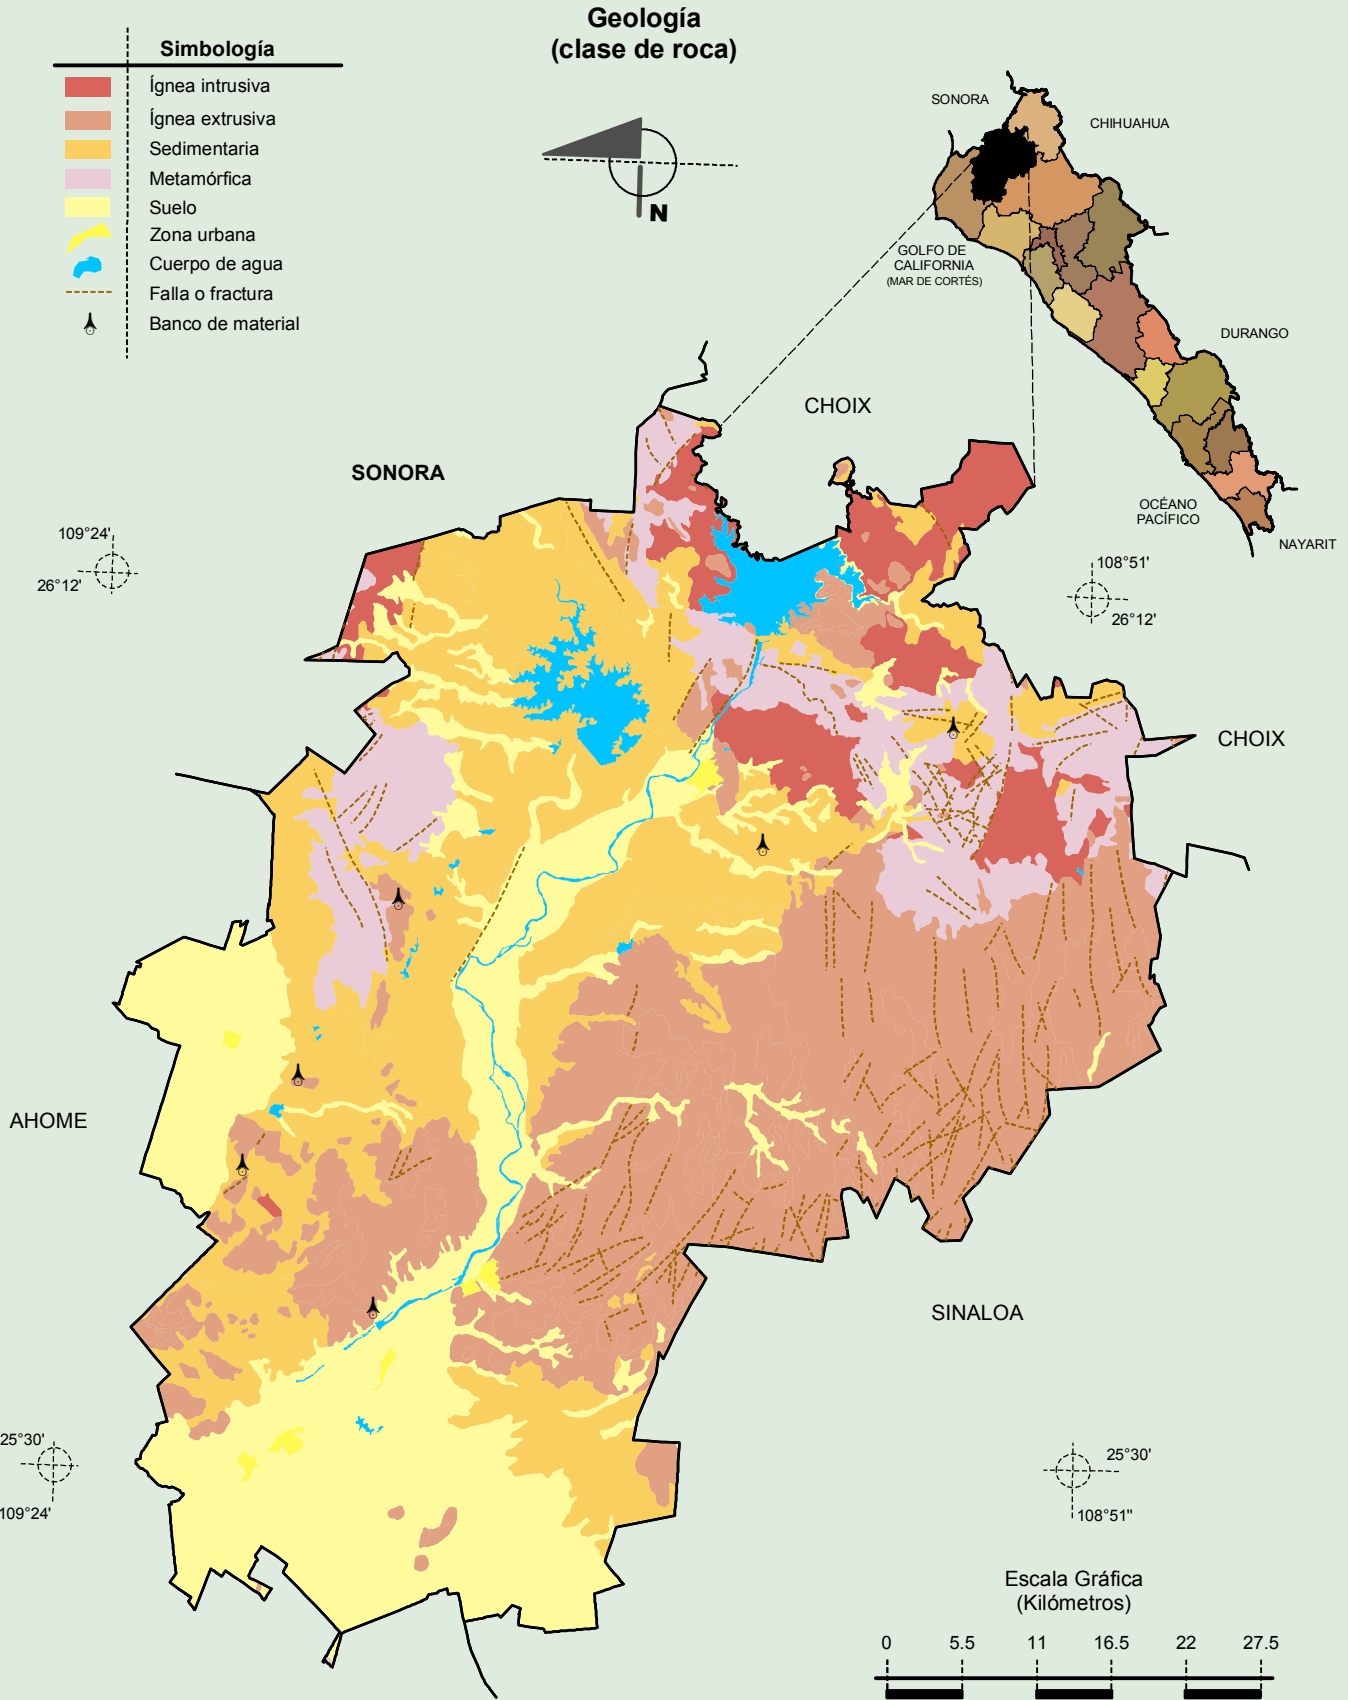 Geología
(clase de roca)
Simbología
Ígnea intrusiva
Ígnea extrusiva
Sedimentaria
Metamórfica
Suelo
Zona urbana
Cuerpo de agua
Falla o fractura
Banco de material
N
SONORA
CHIHUAHUA
GOLFO DE
CALIFORNIA
(MAR DE CORTÉS)
DURANGO
OCÉANO
PACÍFICO
NAYARIT
CHOIX
SONORA
109°24'
26°12'
108°51'
26°12'
CHOIX
AHOME
SINALOA
25°30'
109°24'
25°30'
108°51"
Escala Gráfica
(Kilómetros)
0 5.5 11 16.5 22 27.5